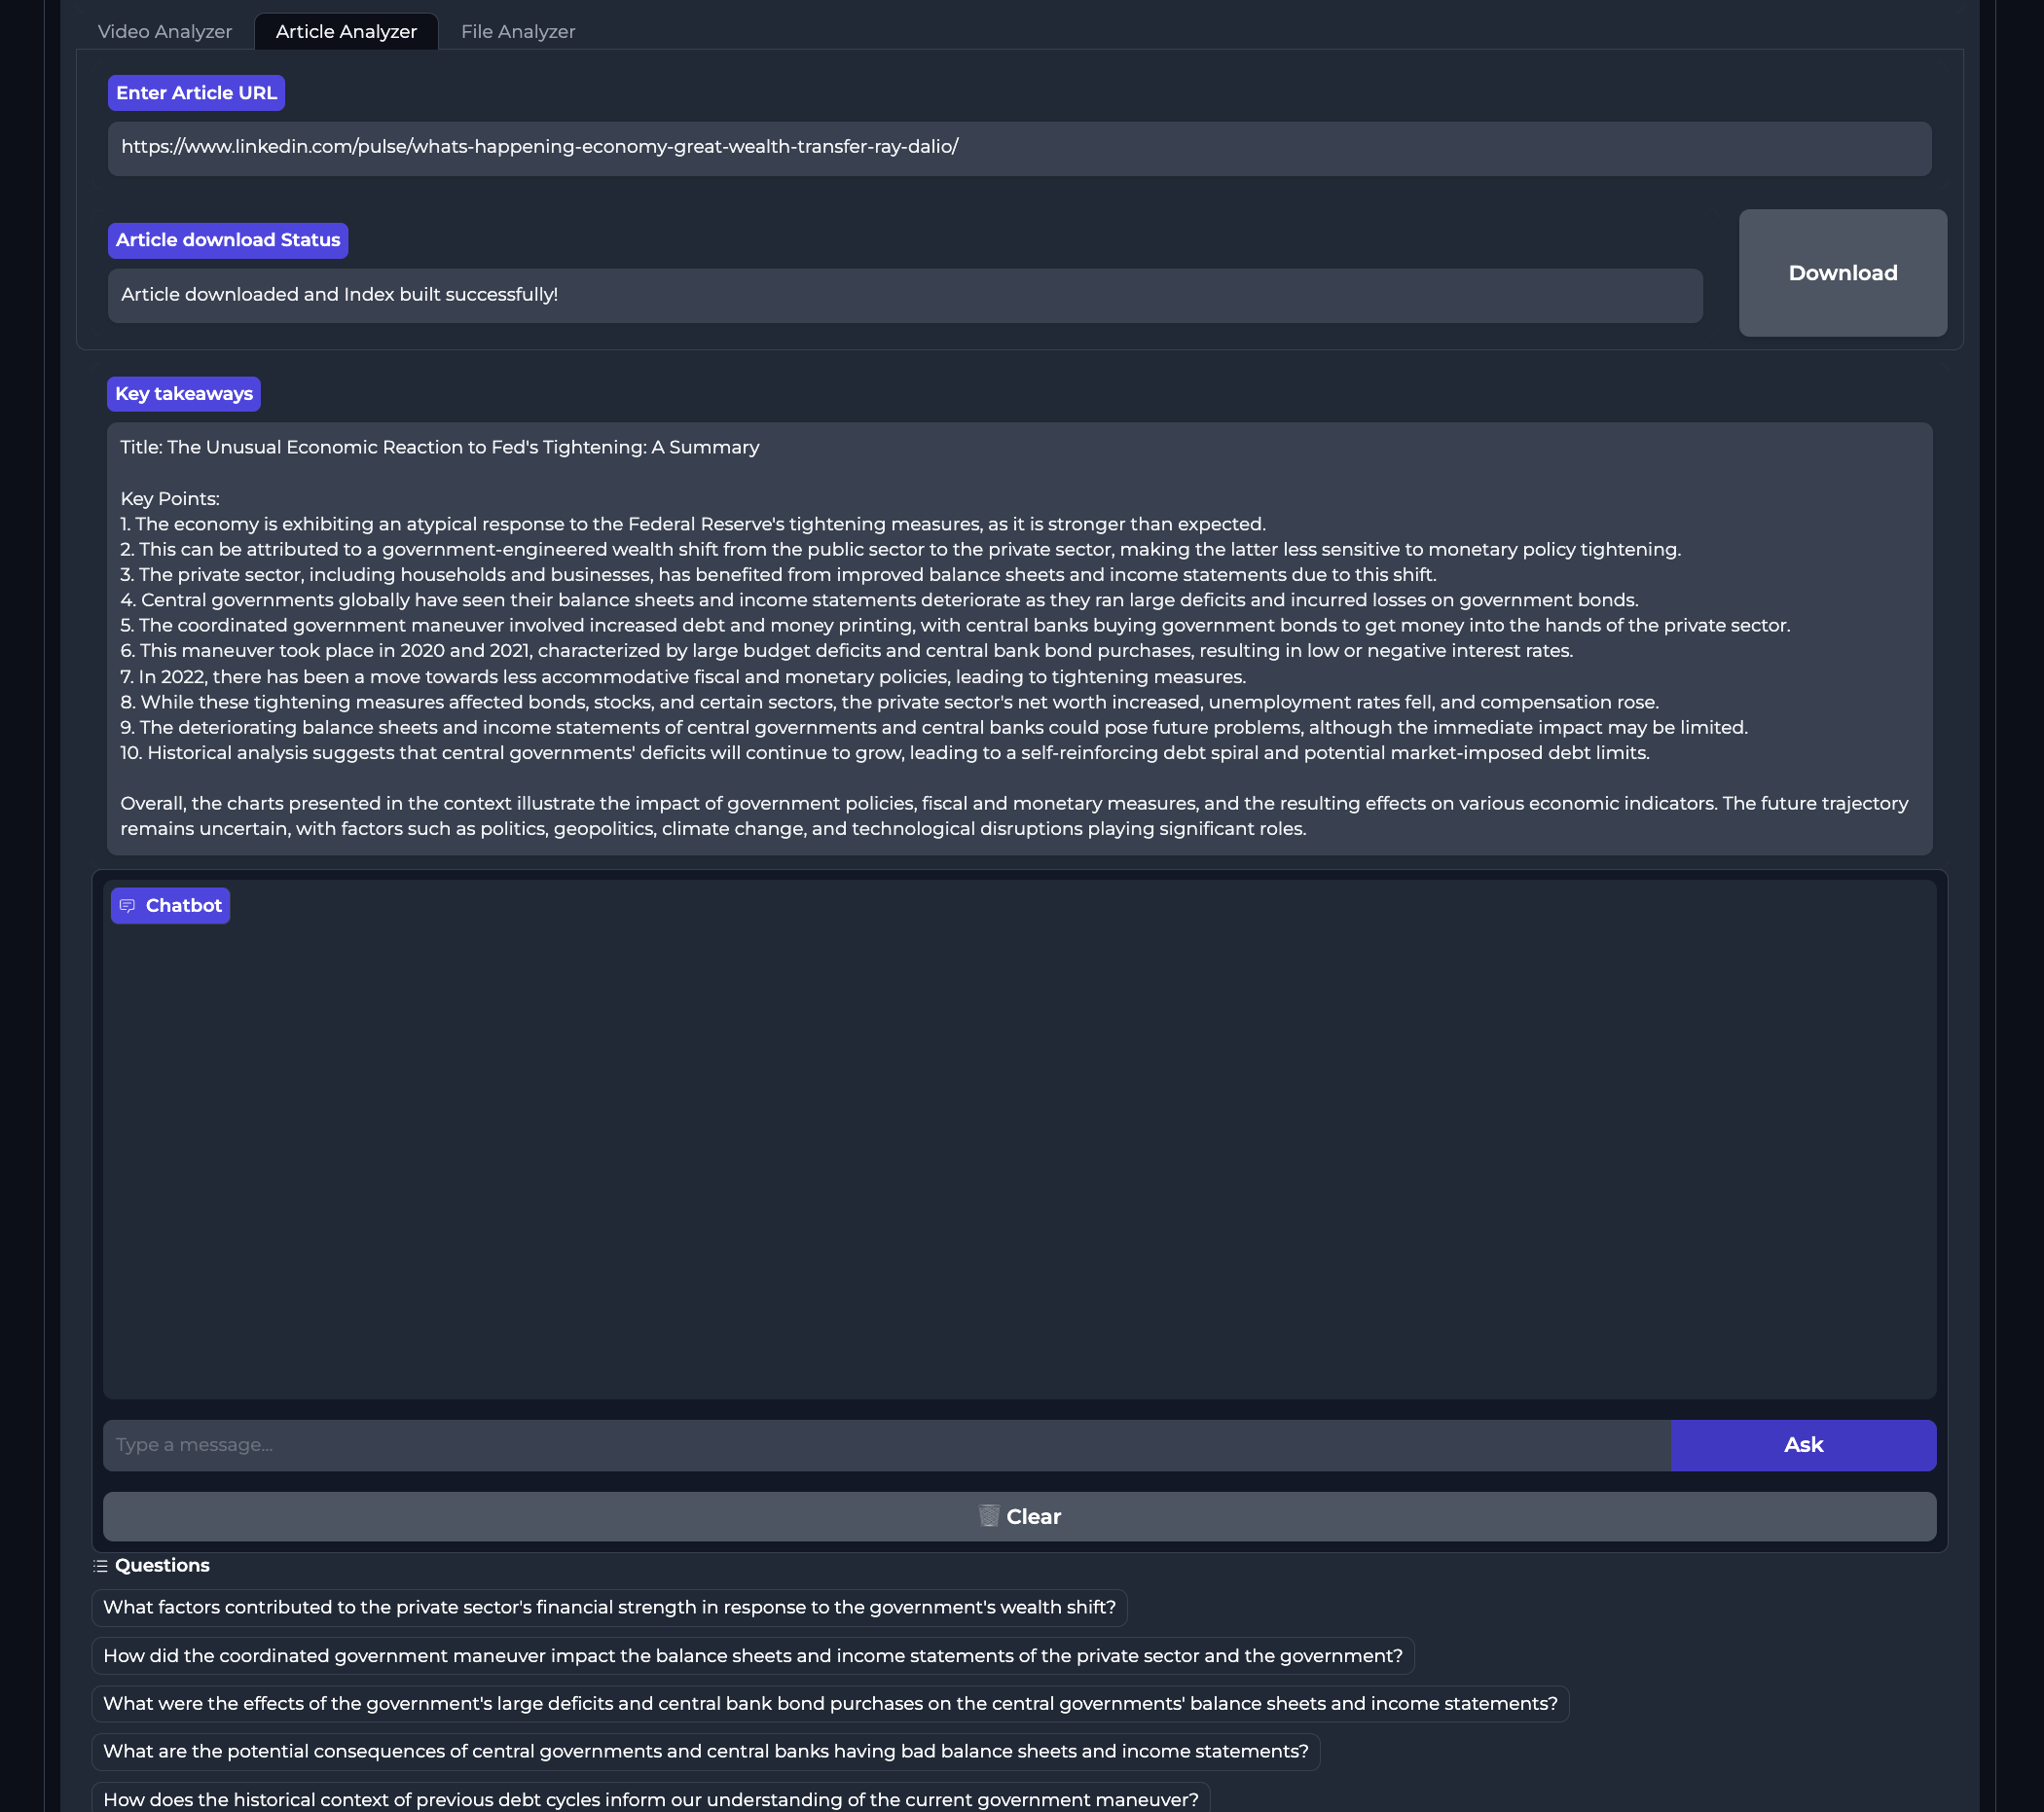 Video Analyzer
Article Analyzer
File Analyzer
Enter Article URL
https://www.linkedin.com/pulse/whats-happening-economy-great-wealth-transfer-ray-dalio/
Article download Status
Article downloaded and Index built successfully!
Download
Key takeaways
Title: The Unusual Economic Reaction to Fed's Tightening: A Summary
Key Points:
1. The economy is exhibiting an atypical response to the Federal Reserve's tightening measures, as it is stronger than expected.
2. This can be attributed to a government-engineered wealth shift from the public sector to the private sector, making the latter less sensitive to monetary policy tightening.
3. The private sector, including households and businesses, has benefited from improved balance sheets and income statements due to this shift.
4. Central governments globally have seen their balance sheets and income statements deteriorate as they ran large deficits and incurred losses on government bonds.
5. The coordinated government maneuver involved increased debt and money printing, with central banks buying government bonds to get money into the hands of the private sector.
6. This maneuver took place in 2020 and 2021, characterized by large budget deficits and central bank bond purchases, resulting in low or negative interest rates.
7. In 2022, there has been a move towards less accommodative fiscal and monetary policies, leading to tightening measures.
8. While these tightening measures affected bonds, stocks, and certain sectors, the private sector's net worth increased, unemployment rates fell, and compensation rose.
9. The deteriorating balance sheets and income statements of central governments and central banks could pose future problems, although the immediate impact may be limited.
10. Historical analysis suggests that central governments' deficits will continue to grow, leading to a self-reinforcing debt spiral and potential market-imposed debt limits.
Overall, the charts presented in the context illustrate the impact of government policies, fiscal and monetary measures, and the resulting effects on various economic indicators. The future trajectory
remains uncertain, with factors such as politics, geopolitics, climate change, and technological disruptions playing significant roles.
Chatbot
Type a message...
Ask
Clear
Questions
What factors contributed to the private sector's financial strength in response to the government's wealth shift?
How did the coordinated government maneuver impact the balance sheets and income statements of the private sector and the government?
What were the effects of the government's large deficits and central bank bond purchases on the central governments' balance sheets and income statements?
What are the potential consequences of central governments and central banks having bad balance sheets and income statements?
How does the historical context of previous debt cycles inform our understanding of the current government maneuver?